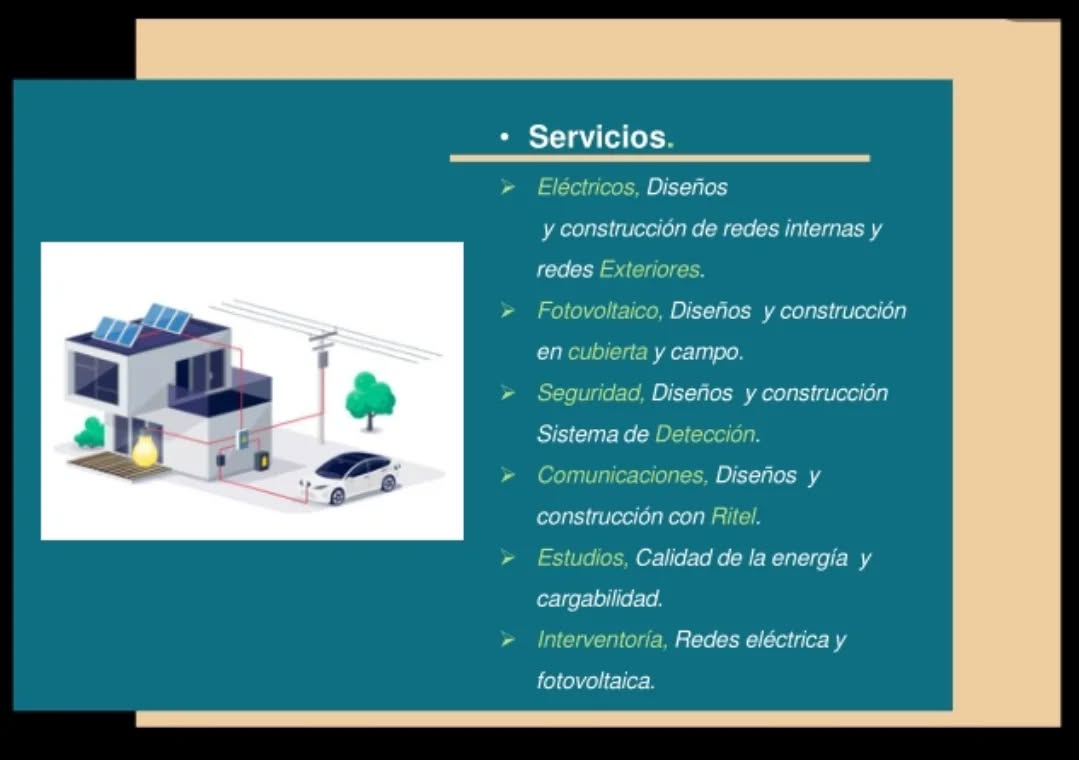 • Servicios.
➢ Eléctricos, Diseños
y construcción de redes internas y
redes Exteriores.
➢ Fotovoltaico, Diseños y construcción
en cubierta y campo.
➢ Seguridad, Diseños y construcción
Sistema de Detección.
➢ Comunicaciones, Diseños y
construcción con Ritel.
➢ Estudios, Calidad de la energía y
cargabilidad.
➢ Interventoría, Redes eléctrica y
fotovoltaica.